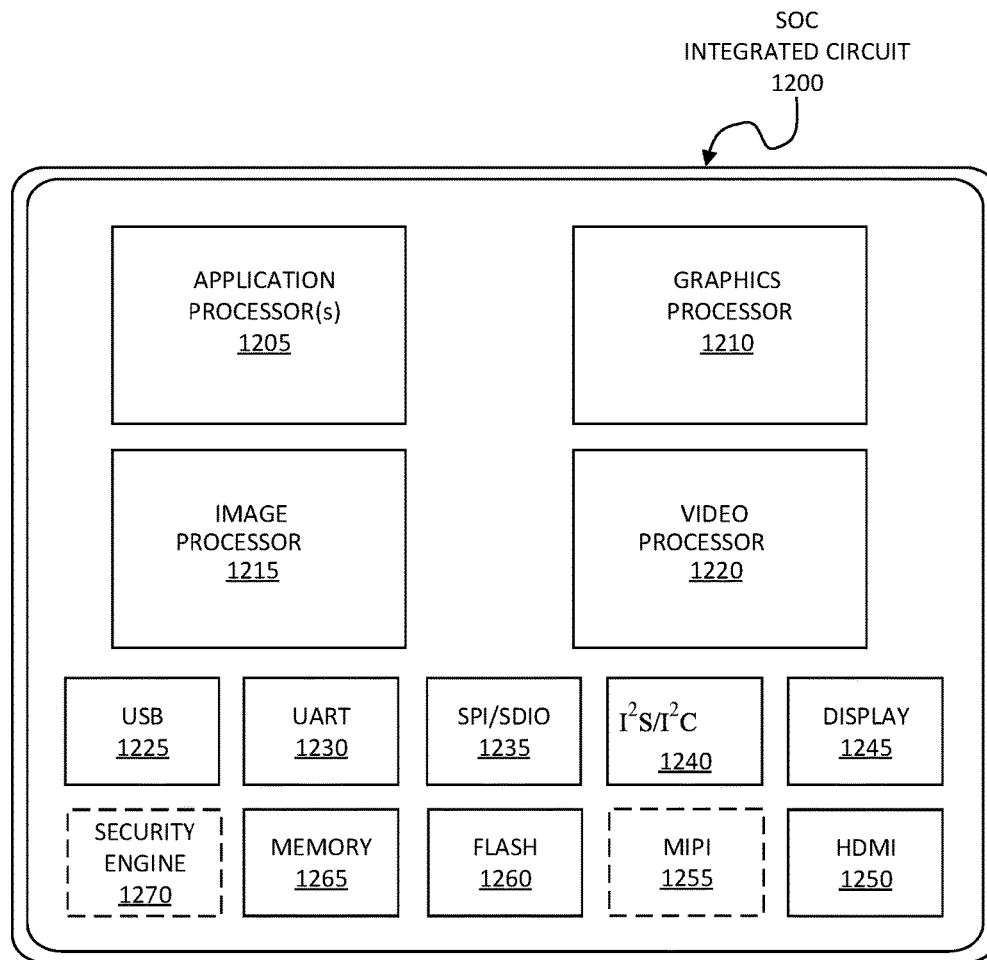 SOC
INTEGRATED CIRCUIT
1200
APPLICATION
PROCESSOR(s)
1205
GRAPHICS
PROCESSOR
1210
IMAGE
PROCESSOR
1215
VIDEO
PROCESSOR
1220
USB
1225
UART
1230
SPI/SDIO
1235
I²S/I²C
1240
DISPLAY
1245
SECURITY
ENGINE
1270
MEMORY
1265
FLASH
1260
MIPI
1255
HDMI
1250